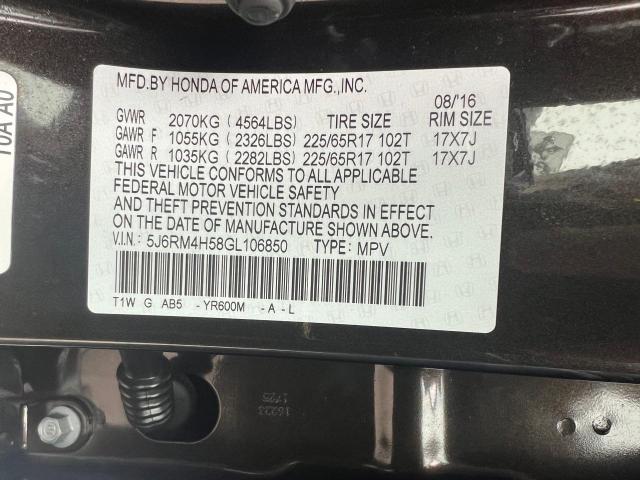 MFD.BY HONDA OF AMERICA MFG.,INC.
08/'16
GVWR 2070KG (4564LBS) TIRE SIZE RIM SIZE
GAWR F 1055KG (2326LBS) 225/65R17 102T 17X7J
GAWR R 1035KG (2282LBS) 225/65R17 102T 17X7J
THIS VEHICLE CONFORMS TO ALL APPLICABLE
FEDERAL MOTOR VEHICLE SAFETY
AND THEFT PREVENTION STANDARDS IN EFFECT
ON THE DATE OF MANUFACTURE SHOWN ABOVE.
V.I.N.: 5J6RM4H58GL106850 TYPE: MPV
T1W G AB5 -YR600M -A-L
10A A0
16223